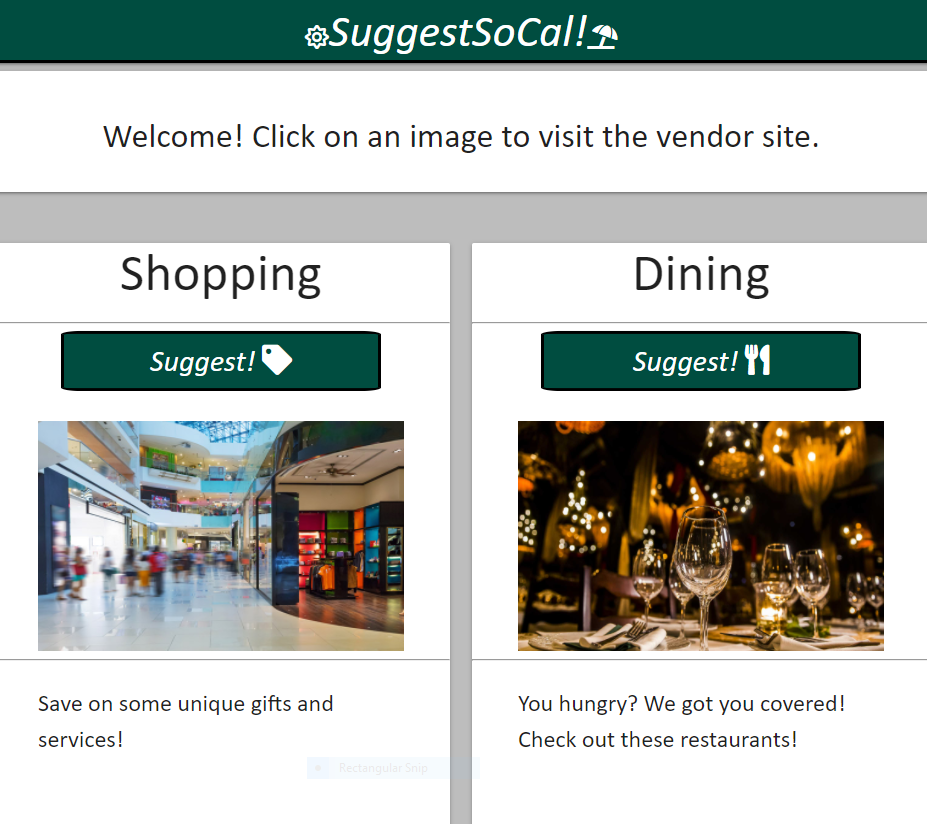 SuggestSoCal!
Welcome! Click on an image to visit the vendor site.
Shopping
Dining
Suggest!
Suggest!
Save on some unique gifts and
services!
You hungry? We got you covered!
Check out these restaurants!
Rectangular Snip